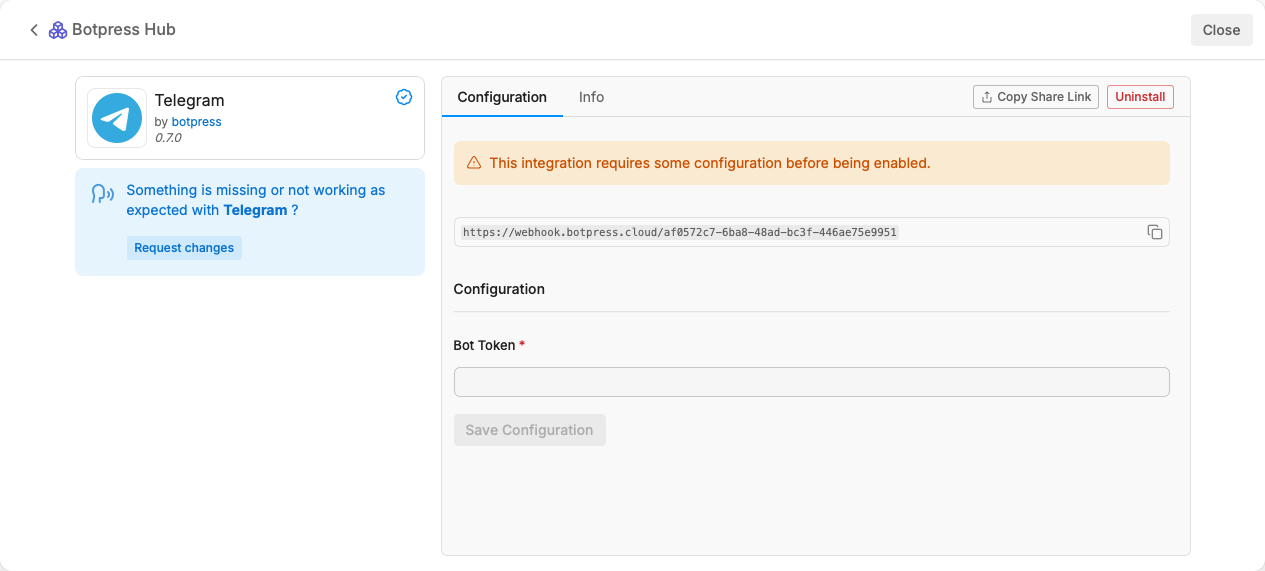 Botpress Hub
Close
Telegram
by botpress
0.7.0
Something is missing or not working as
expected with Telegram ?
Request changes
Configuration
Info
Copy Share Link
Uninstall
This integration requires some configuration before being enabled.
https://webhook.botpress.cloud/af0572c7-6ba8-48ad-bc3f-446ae75e9951
Configuration
Bot Token *
Save Configuration